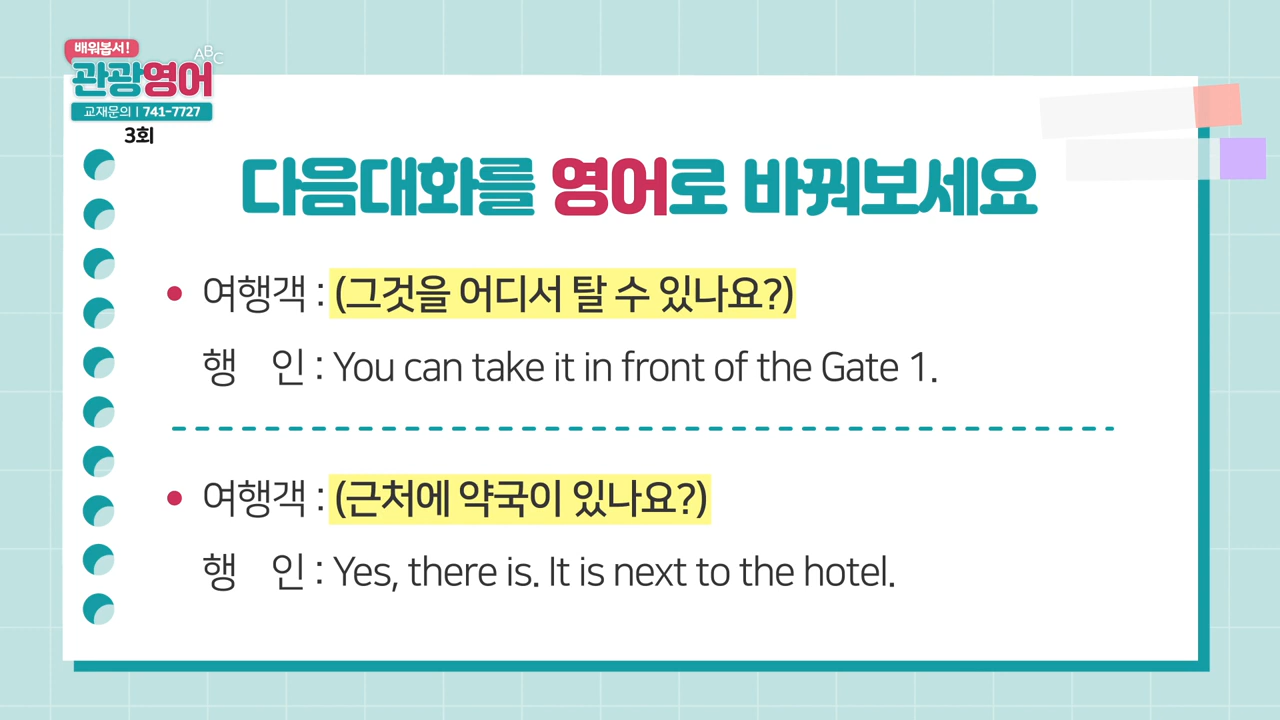 배워봅서!
ABC
관광영어
교재문의 | 741-7727
3회
다음대화를 영어로 바꿔보세요
• 여행객 : (그것을 어디서 탈 수 있나요?)
행 인 : You can take it in front of the Gate 1.
• 여행객 : (근처에 약국이 있나요?)
행 인 : Yes, there is. It is next to the hotel.